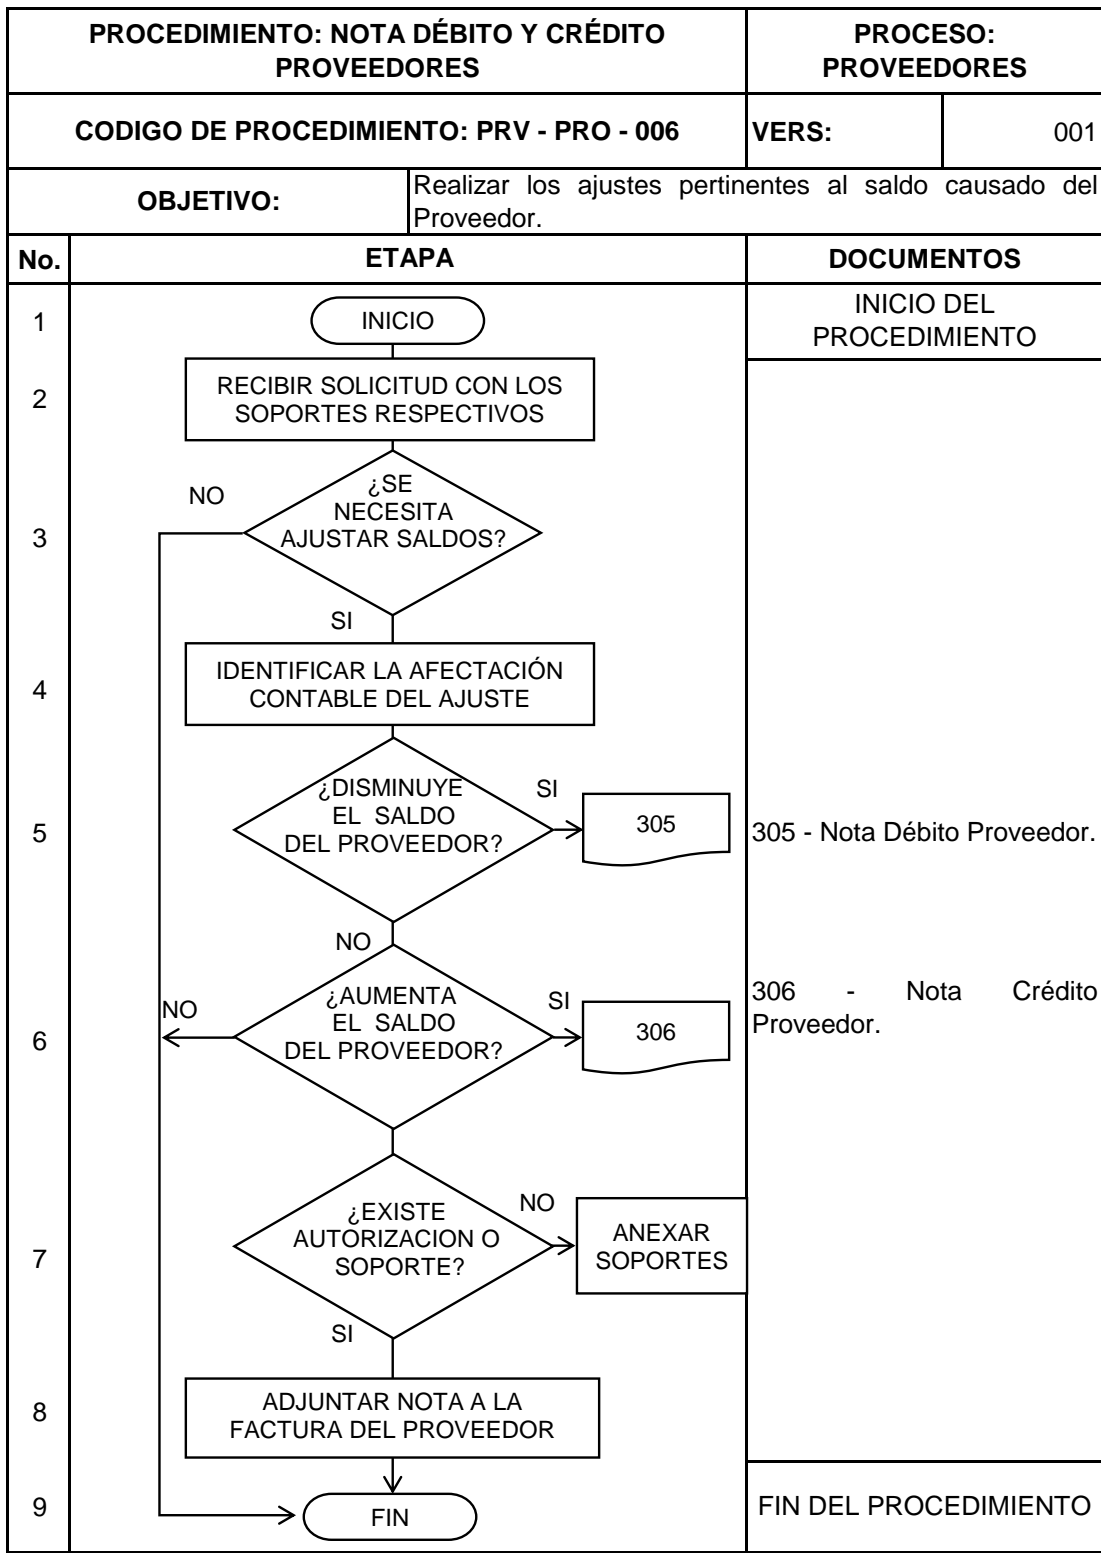 PROCEDIMIENTO: NOTA DÉBITO Y CRÉDITO
PROVEEDORES
PROCESO:
PROVEEDORES
CODIGO DE PROCEDIMIENTO: PRV - PRO - 006
VERS:
001
OBJETIVO:
Realizar los ajustes pertinentes al saldo causado del
Proveedor.
No.
ETAPA
DOCUMENTOS
1
INICIO
INICIO DEL
PROCEDIMIENTO
2
RECIBIR SOLICITUD CON LOS
SOPORTES RESPECTIVOS
3
NO
¿SE
NECESITA
AJUSTAR SALDOS?
SI
4
IDENTIFICAR LA AFECTACIÓN
CONTABLE DEL AJUSTE
5
¿DISMINUYE
EL SALDO
DEL PROVEEDOR?
SI
305
305 - Nota Débito Proveedor.
NO
6
NO
¿AUMENTA
EL SALDO
DEL PROVEEDOR?
SI
306
306 - Nota Crédito
Proveedor.
7
¿EXISTE
AUTORIZACION O
SOPORTE?
NO
ANEXAR
SOPORTES
SI
8
ADJUNTAR NOTA A LA
FACTURA DEL PROVEEDOR
9
FIN
FIN DEL PROCEDIMIENTO